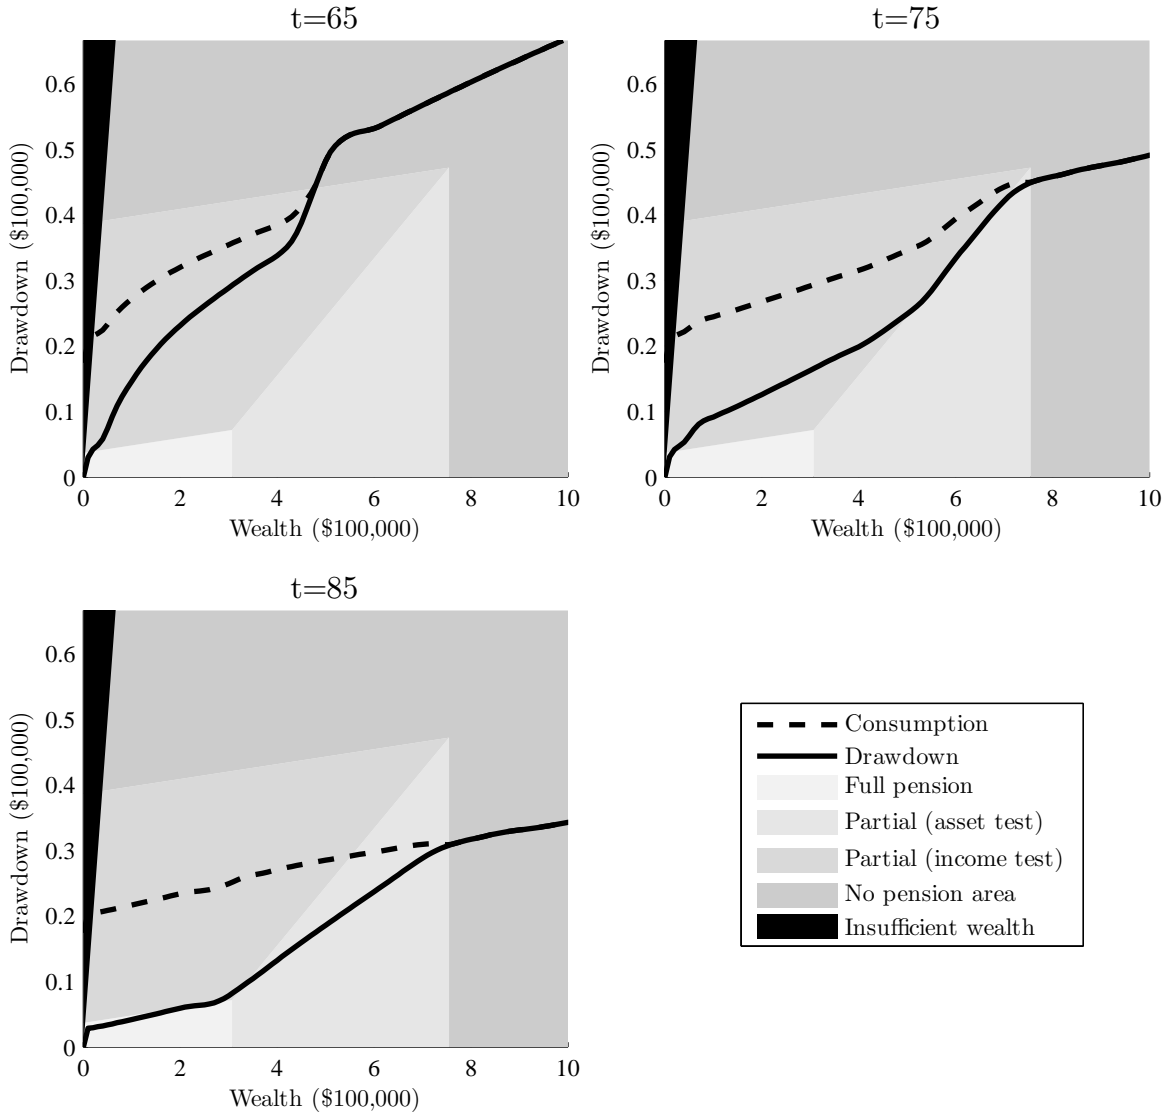 t=65
t=75
0.6
0.5
0.4
0.3
0.2
0.1
0
Drawdown ($100,000)
0 2 4 6 8 10
Wealth ($100,000)
0.6
0.5
0.4
0.3
0.2
0.1
0
Drawdown ($100,000)
0 2 4 6 8 10
Wealth ($100,000)
t=85
0.6
0.5
0.4
0.3
0.2
0.1
0
Drawdown ($100,000)
0 2 4 6 8 10
Wealth ($100,000)
Consumption
Drawdown
Full pension
Partial (asset test)
Partial (income test)
No pension area
Insufficient wealth